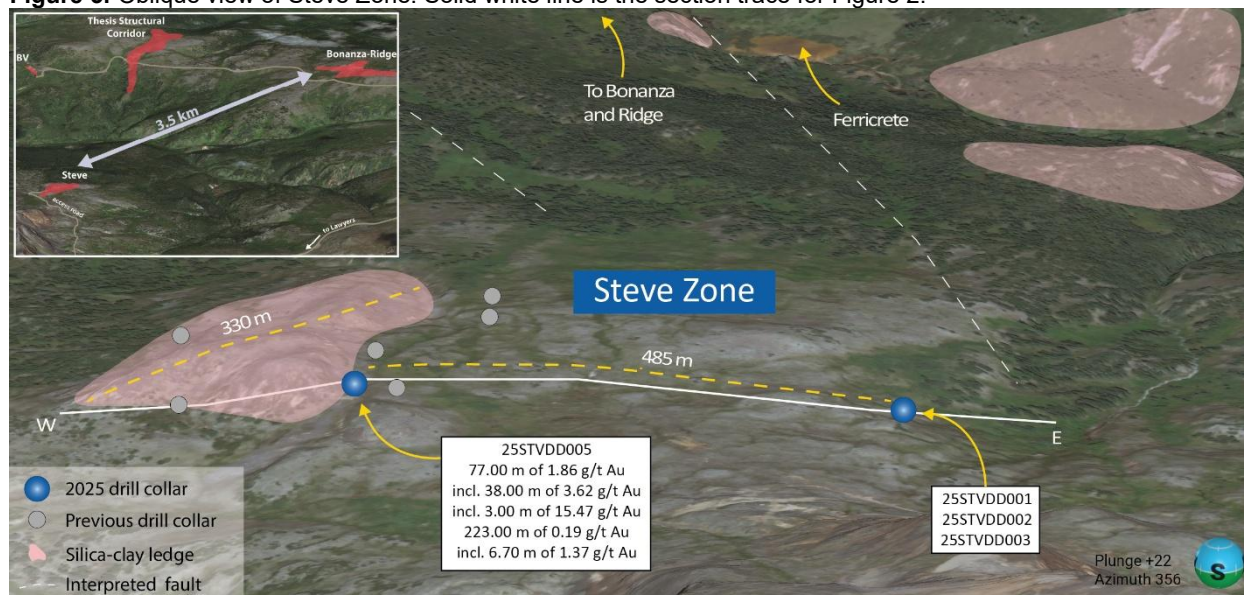 Figure 3. Oblique view of Steve Zone. Solid white line is the section trace for Figure 2.
Thesis Structural
Corridor
BV
Bonanza-Ridge
3.5 km
Steve
access road
to Lawyers
To Bonanza
and Ridge
Ferricrete
Steve Zone
330 m
485 m
W
E
25STVDD005
77.00 m of 1.86 g/t Au
incl. 38.00 m of 3.62 g/t Au
incl. 3.00 m of 15.47 g/t Au
223.00 m of 0.19 g/t Au
incl. 6.70 m of 1.37 g/t Au
25STVDD001
25STVDD002
25STVDD003
2025 drill collar
Previous drill collar
Silica-clay ledge
Interpreted fault
Plunge +22
Azimuth 356
S